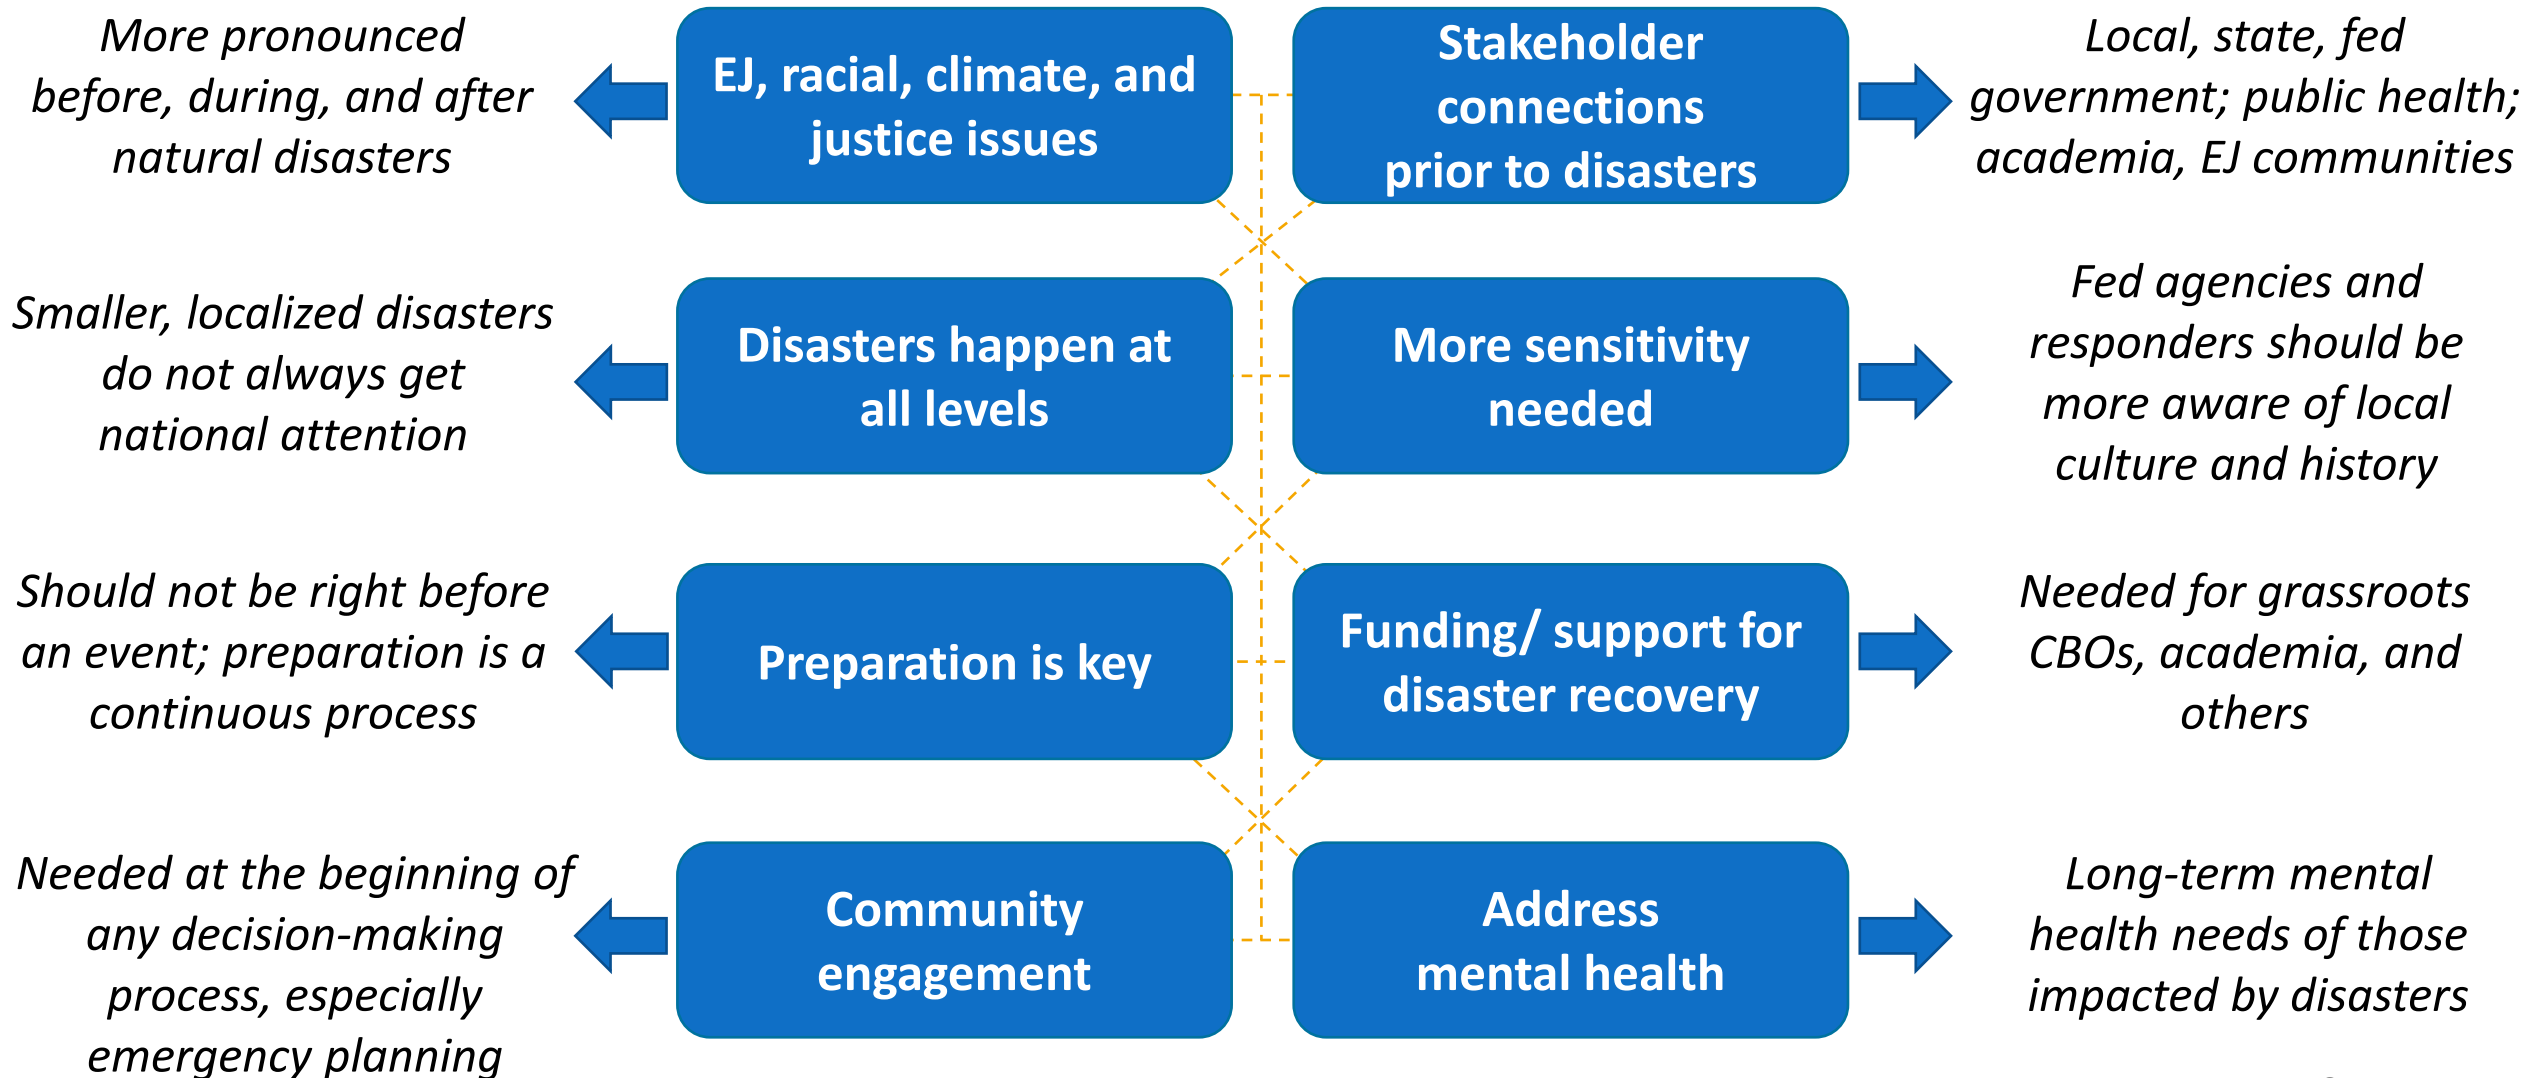 More pronounced
before, during, and after
natural disasters
EJ, racial, climate, and
justice issues
Stakeholder
connections
prior to disasters
Local, state, fed
government; public health;
academia, EJ communities
Smaller, localized disasters
do not always get
national attention
Disasters happen at
all levels
More sensitivity
needed
Fed agencies and
responders should be
more aware of local
culture and history
Should not be right before
an event; preparation is a
continuous process
Preparation is key
Funding/ support for
disaster recovery
Needed for grassroots
CBOs, academia, and
others
Needed at the beginning of
any decision-making
process, especially
emergency planning
Community
engagement
Address
mental health
Long-term mental
health needs of those
impacted by disasters